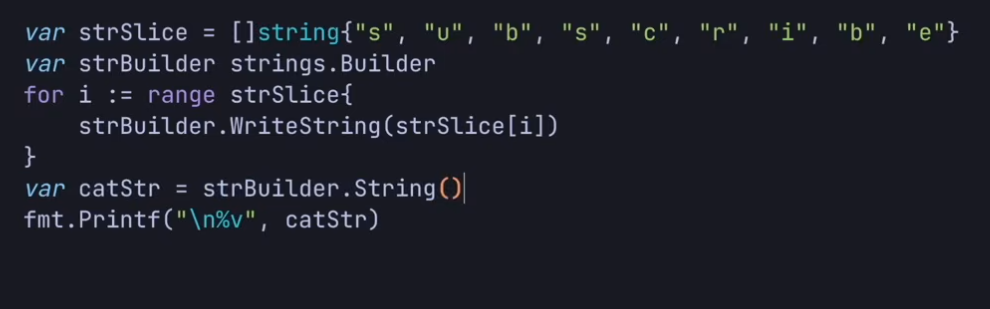 var strSlice = []string{"s", "u", "b", "s", "c", "r", "i", "b", "e"}
var strBuilder strings.Builder
for i := range strSlice{
    strBuilder.WriteString(strSlice[i])
}
var catStr = strBuilder.String()
fmt.Printf("\n%v", catStr)